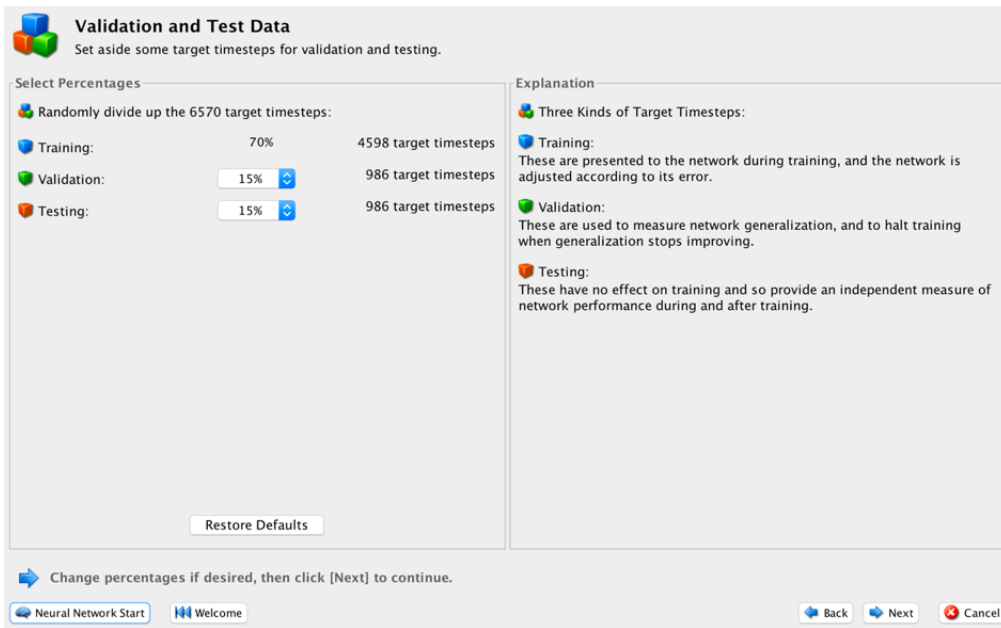 Validation and Test Data
Set aside some target timesteps for validation and testing.
Select Percentages
Randomly divide up the 6570 target timesteps:
Training: 70% 4598 target timesteps
Validation: 15% 986 target timesteps
Testing: 15% 986 target timesteps
Restore Defaults
Explanation
Three Kinds of Target Timesteps:
Training:
These are presented to the network during training, and the network is
adjusted according to its error.
Validation:
These are used to measure network generalization, and to halt training
when generalization stops improving.
Testing:
These have no effect on training and so provide an independent measure of
network performance during and after training.
Change percentages if desired, then click [Next] to continue.
Neural Network Start Welcome Back Next Cancel